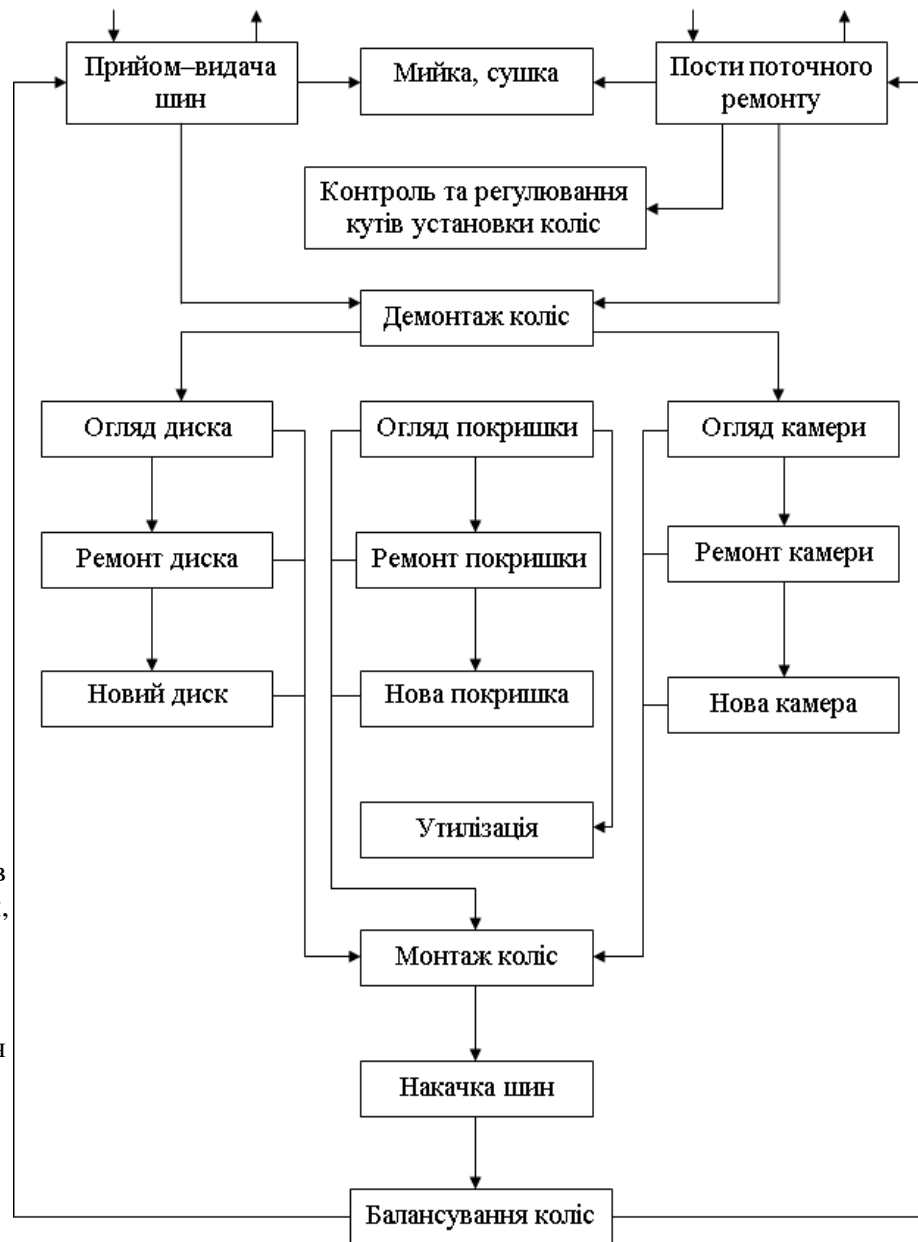 Прийом–видача
шин
Мийка, сушка
Пости поточного
ремонту
Контроль та регулювання
кутів установки коліс
Демонтаж коліс
Огляд диска
Огляд покришки
Огляд камери
Ремонт диска
Ремонт покришки
Ремонт камери
Новий диск
Нова покришка
Нова камера
Утилізація
Монтаж коліс
Накачка шин
Балансування коліс